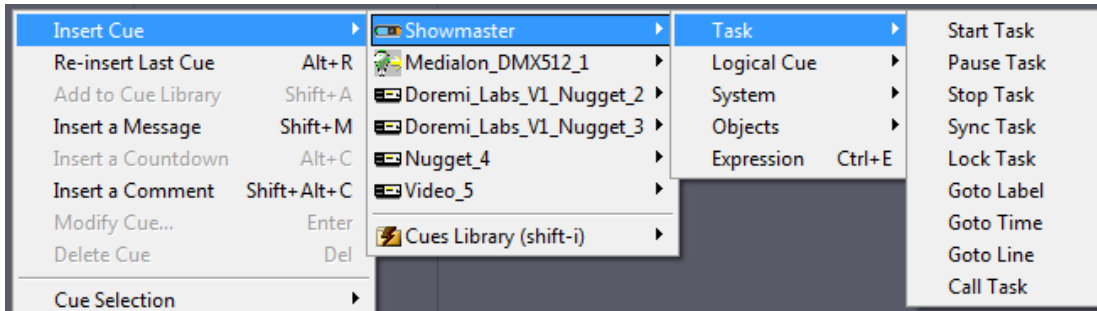 Insert Cue
Re-insert Last Cue Alt+R
Add to Cue Library Shift+A
Insert a Message Shift+M
Insert a Countdown Alt+C
Insert a Comment Shift+Alt+C
Modify Cue... Enter
Delete Cue Del
Cue Selection
Showmaster
Medialon_DMX512_1
Doremi_Labs_V1_Nugget_2
Doremi_Labs_V1_Nugget_3
Nugget_4
Video_5
Cues Library (shift-i)
Task
Logical Cue
System
Objects
Expression Ctrl+E
Start Task
Pause Task
Stop Task
Sync Task
Lock Task
Goto Label
Goto Time
Goto Line
Call Task